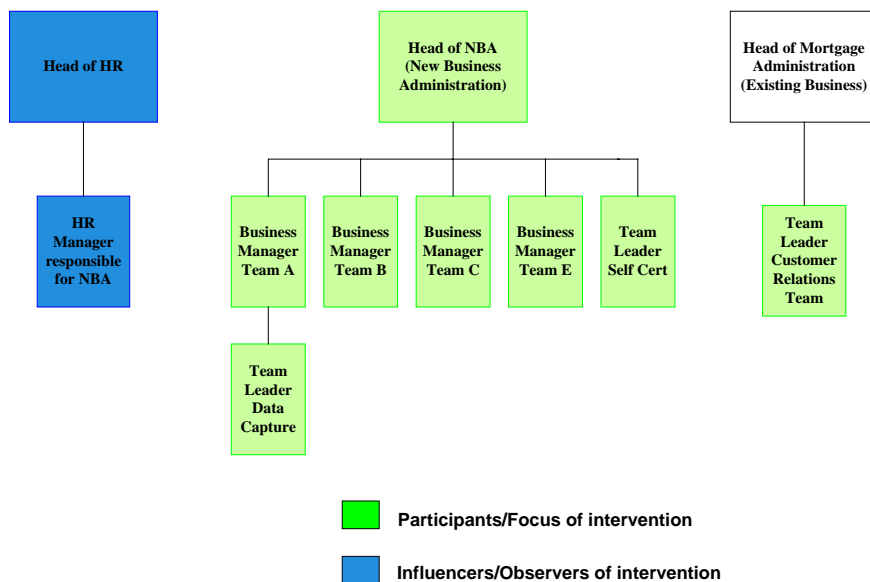 Head of HR
Head of NBA
(New Business
Administration)
Head of Mortgage
Administration
(Existing Business)
HR
Manager
responsible
for NBA
Business
Manager
Team A
Business
Manager
Team B
Business
Manager
Team C
Business
Manager
Team E
Team
Leader
Self Cert
Team
Leader
Customer
Relations
Team
Team
Leader
Data
Capture
Participants/Focus of intervention
Influencers/Observers of intervention